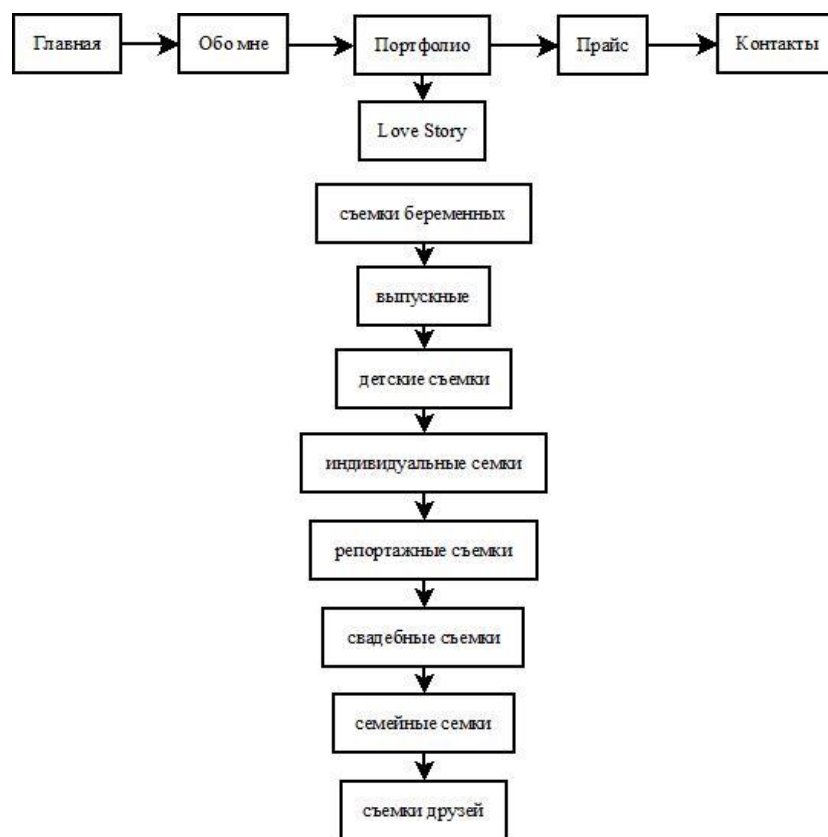 Главная
Обо мне
Портфолио
Прайс
Контакты
Love Story
съемки беременных
выпускные
детские съемки
индивидуальные семки
репортажные съемки
свадебные съемки
семейные семки
съемки друзей